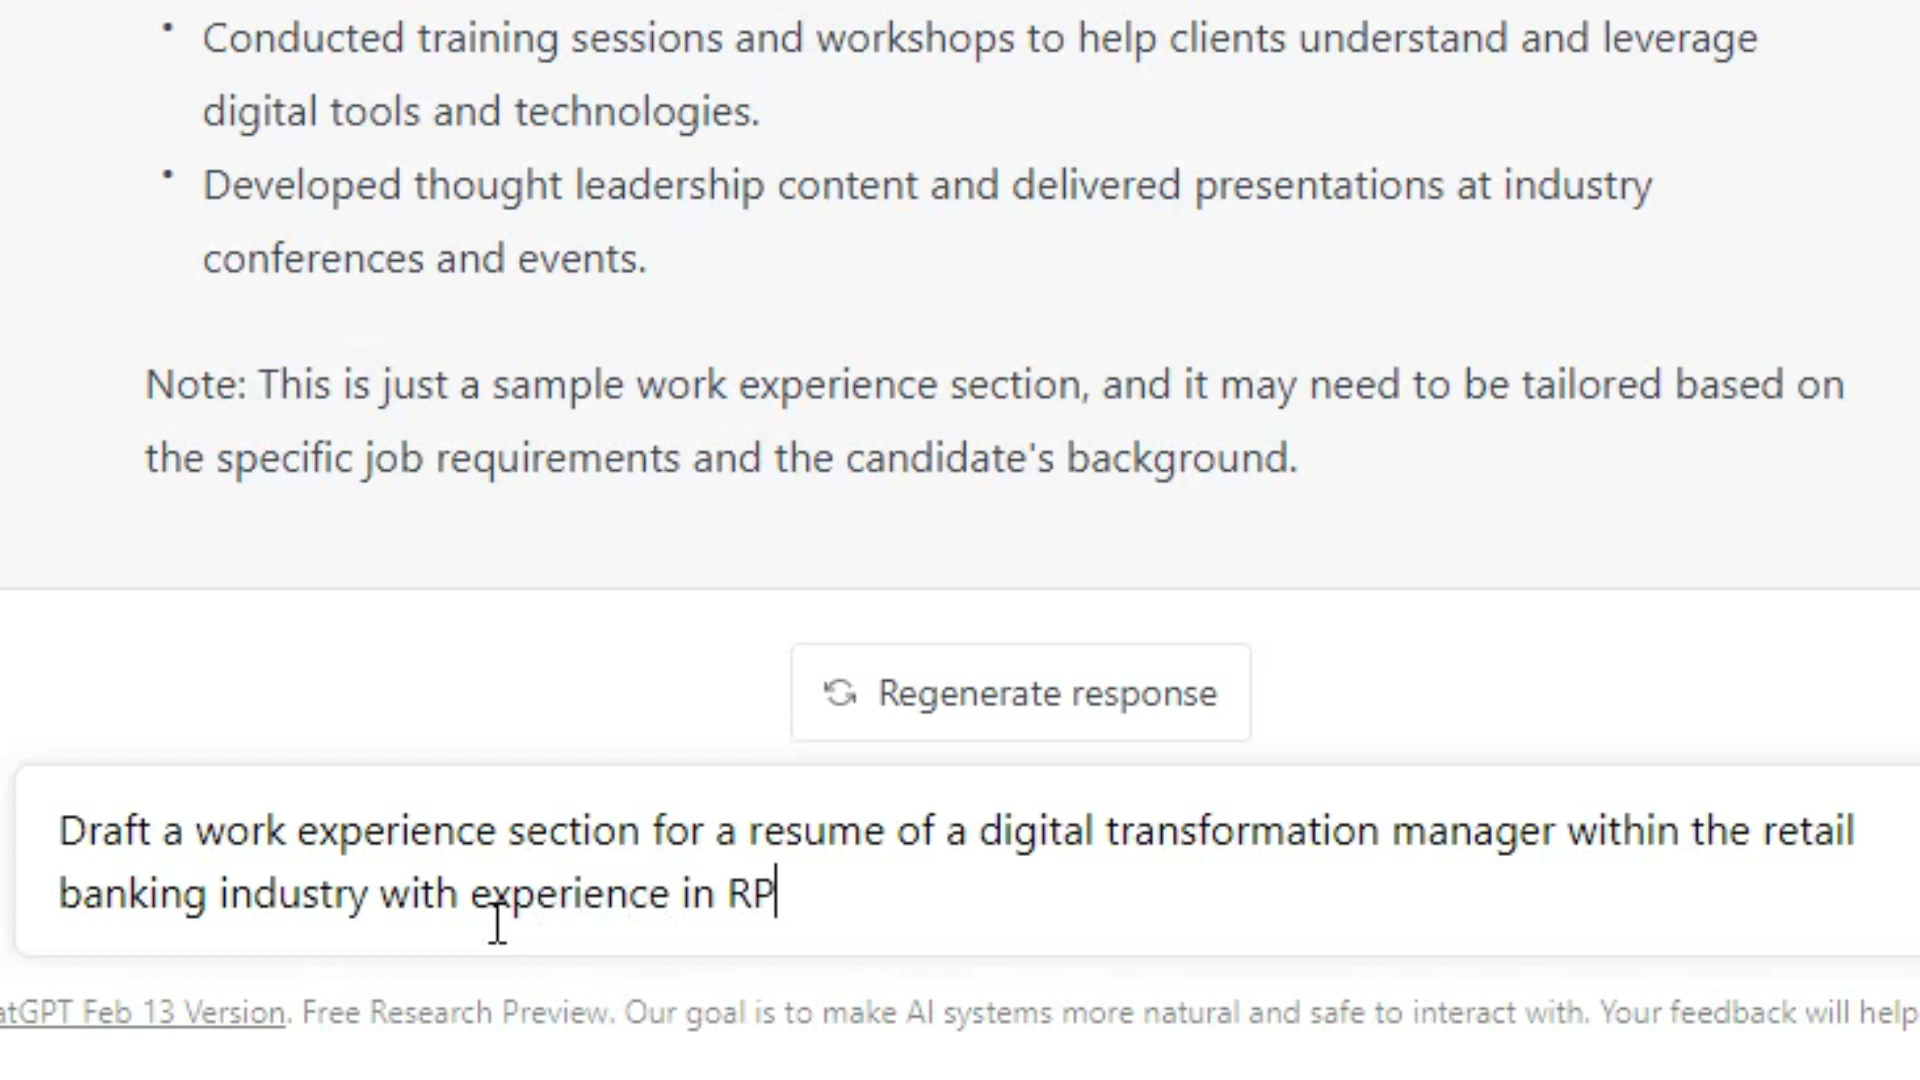 • Conducted training sessions and workshops to help clients understand and leverage
digital tools and technologies.
• Developed thought leadership content and delivered presentations at industry
conferences and events.
Note: This is just a sample work experience section, and it may need to be tailored based on
the specific job requirements and the candidate's background.
Regenerate response
Draft a work experience section for a resume of a digital transformation manager within the retail
banking industry with experience in RP
atGPT Feb 13 Version. Free Research Preview. Our goal is to make AI systems more natural and safe to interact with. Your feedback will help